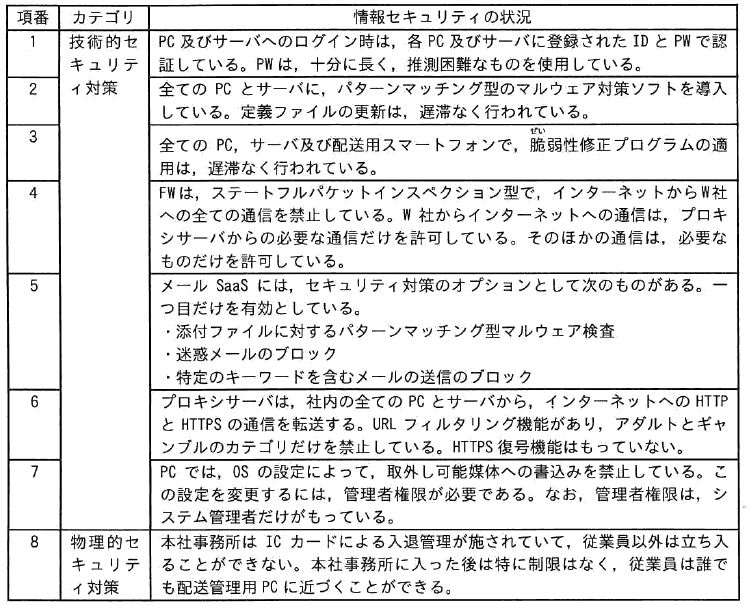 項番 カテゴリ 情報セキュリティの状況
1 技術的セキュリティ対策 PC及びサーバへのログイン時は，各PC及びサーバに登録されたIDとPWで認
証している。PWは，十分に長く，推測困難なものを使用している。
2 全てのPCとサーバに，パターンマッチング型のマルウェア対策ソフトを導入
している。定義ファイルの更新は，遅滞なく行われている。
3 全てのPC，サーバ及び配送用スマートフォンで，脆弱性修正プログラムの適
ぜい
用は，遅滞なく行われている。
4 FWは，ステートフルパケットインスペクション型で，インターネットからW社
への全ての通信を禁止している。W社からインターネットへの通信は，プロキ
シサーバからの必要な通信だけを許可している。そのほかの通信は，必要な
ものだけを許可している。
5 メールSaaSには，セキュリティ対策のオプションとして次のものがある。一
つ目だけを有効としている。
・添付ファイルに対するパターンマッチング型マルウェア検査
・迷惑メールのブロック
・特定のキーワードを含むメールの送信のブロック
6 プロキシサーバは，社内の全てのPCとサーバから，インターネットへのHTTP
とHTTPSの通信を転送する。URLフィルタリング機能があり，アダルトとギャ
ンブルのカテゴリだけを禁止している。HTTPS復号機能はもっていない。
7 PCでは，OSの設定によって，取外し可能媒体への書込みを禁止している。こ
の設定を変更するには，管理者権限が必要である。なお，管理者権限は，シ
ステム管理者だけがもっている。
8 物理的セキュリティ対策 本社事務所はICカードによる入退管理が施されていて，従業員以外は立ち入
ることができない。本社事務所に入った後は特に制限はなく，従業員は誰で
も配送管理用PCに近づくことができる。